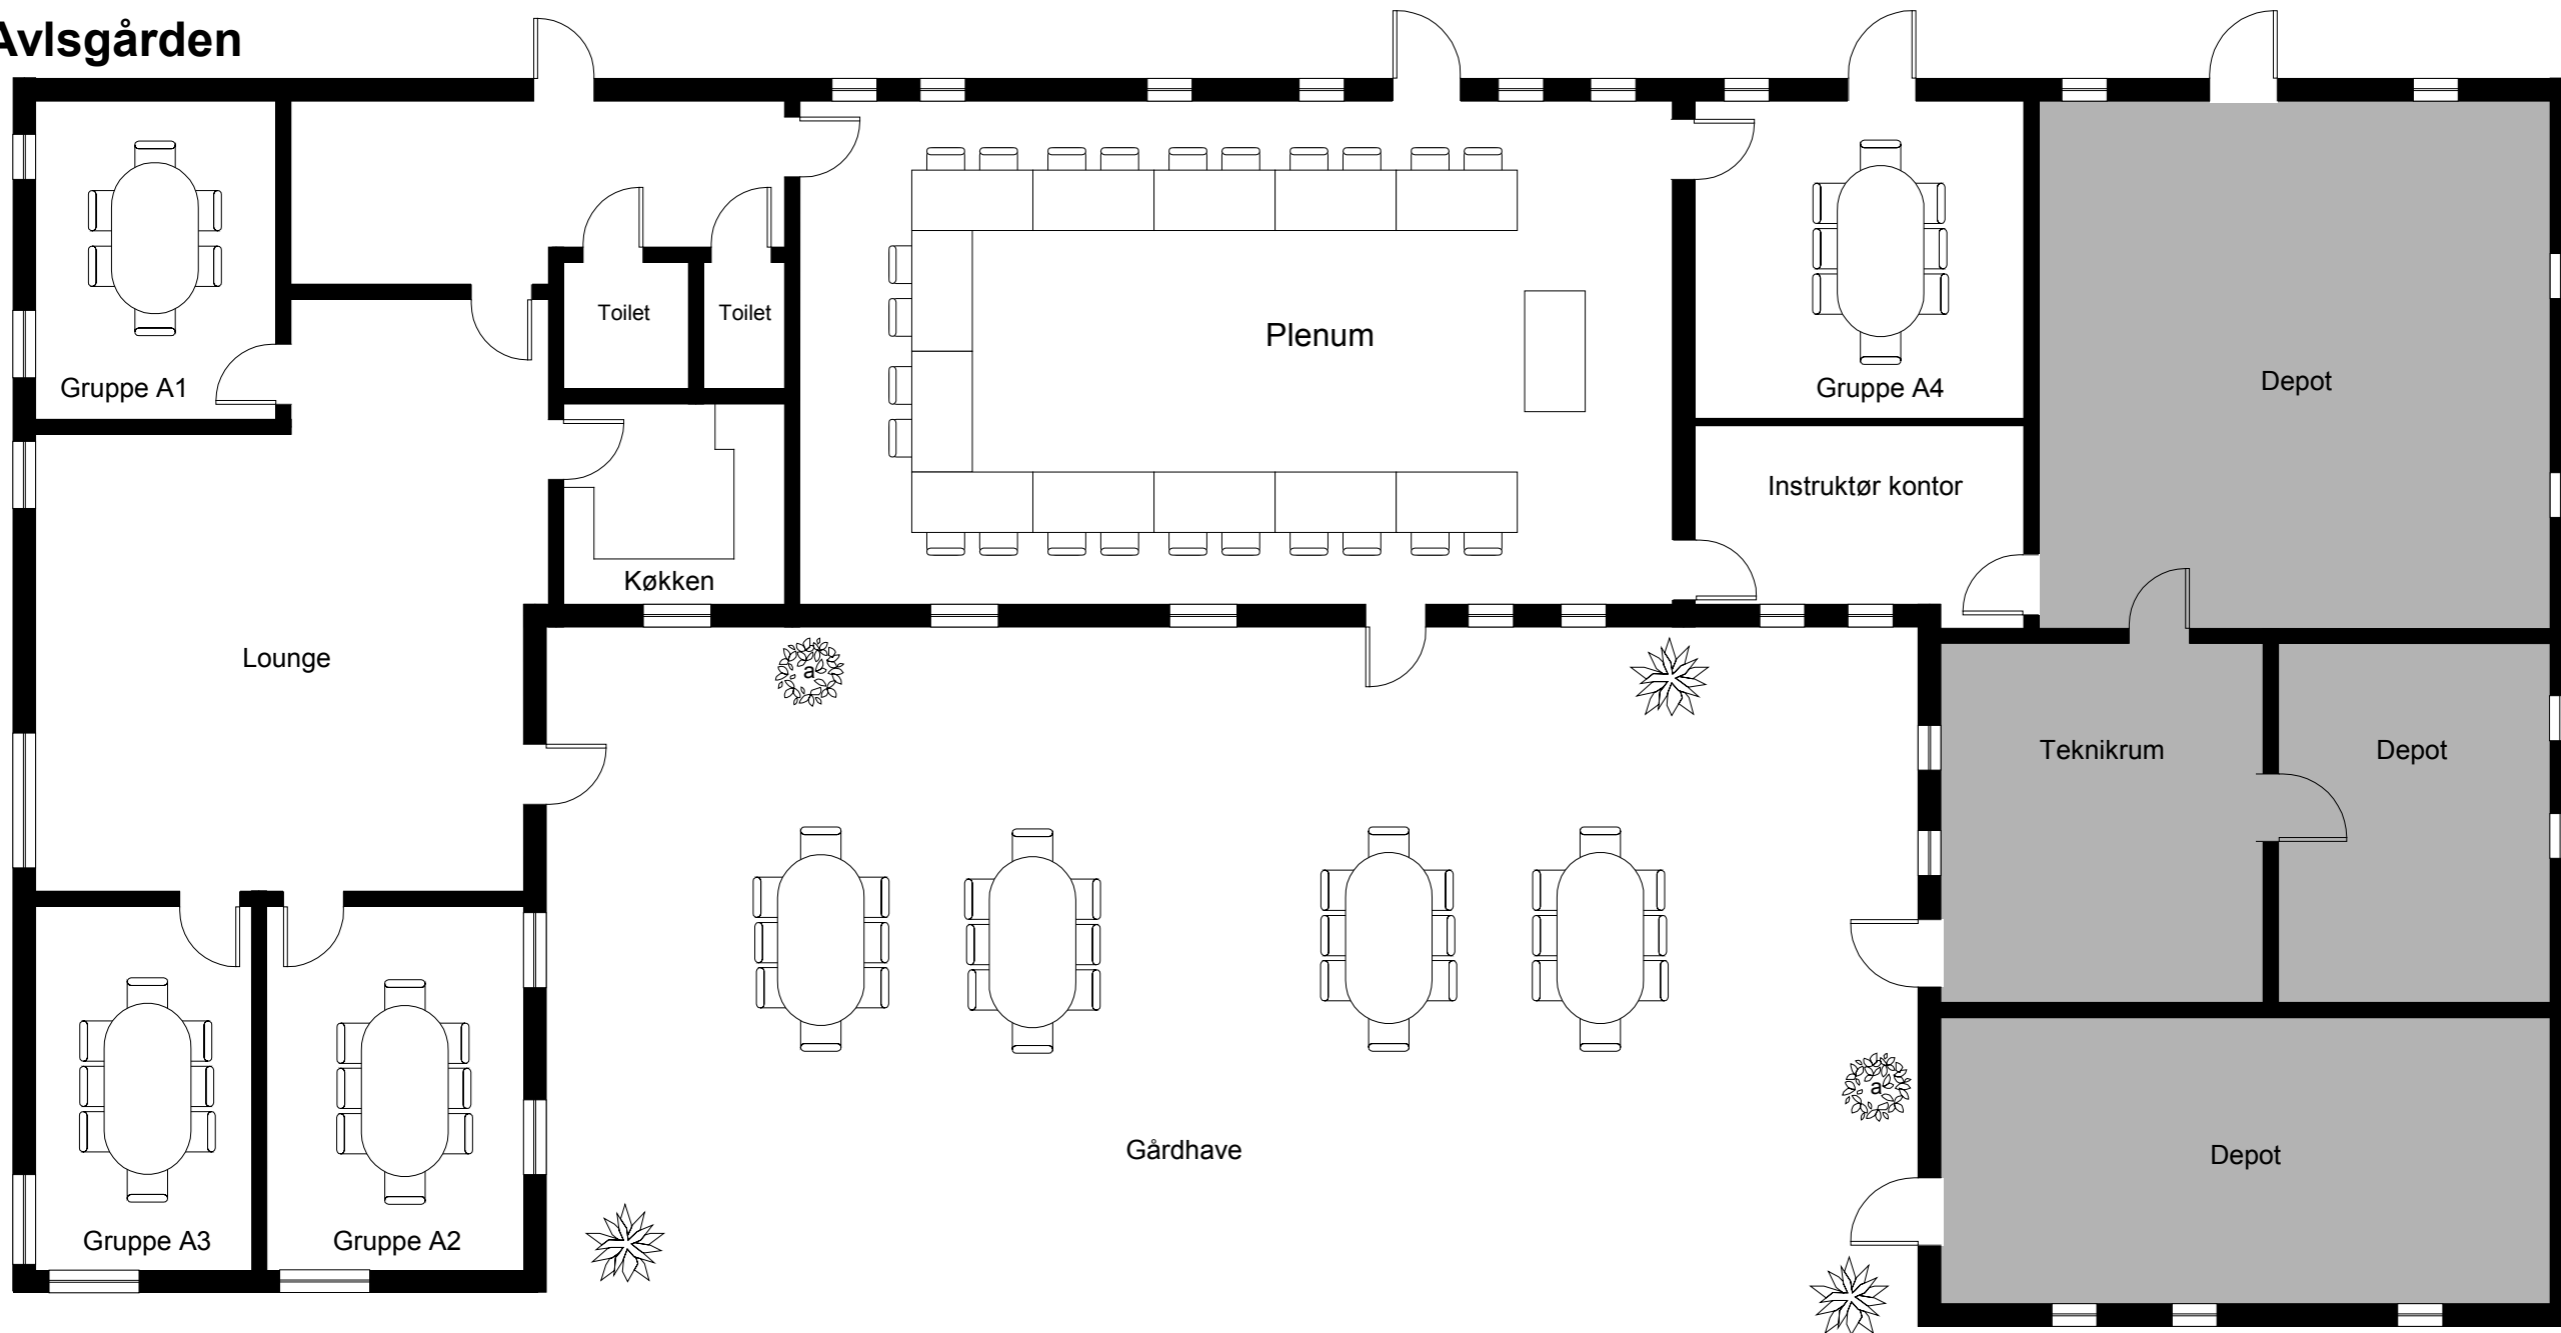 Avlsgården
Toilet
Toilet
Plenum
Gruppe A1
Gruppe A4
Depot
Instruktør kontor
Køkken
Lounge
a
Teknikrum
Depot
a
Gårdhave
Depot
Gruppe A3
Gruppe A2